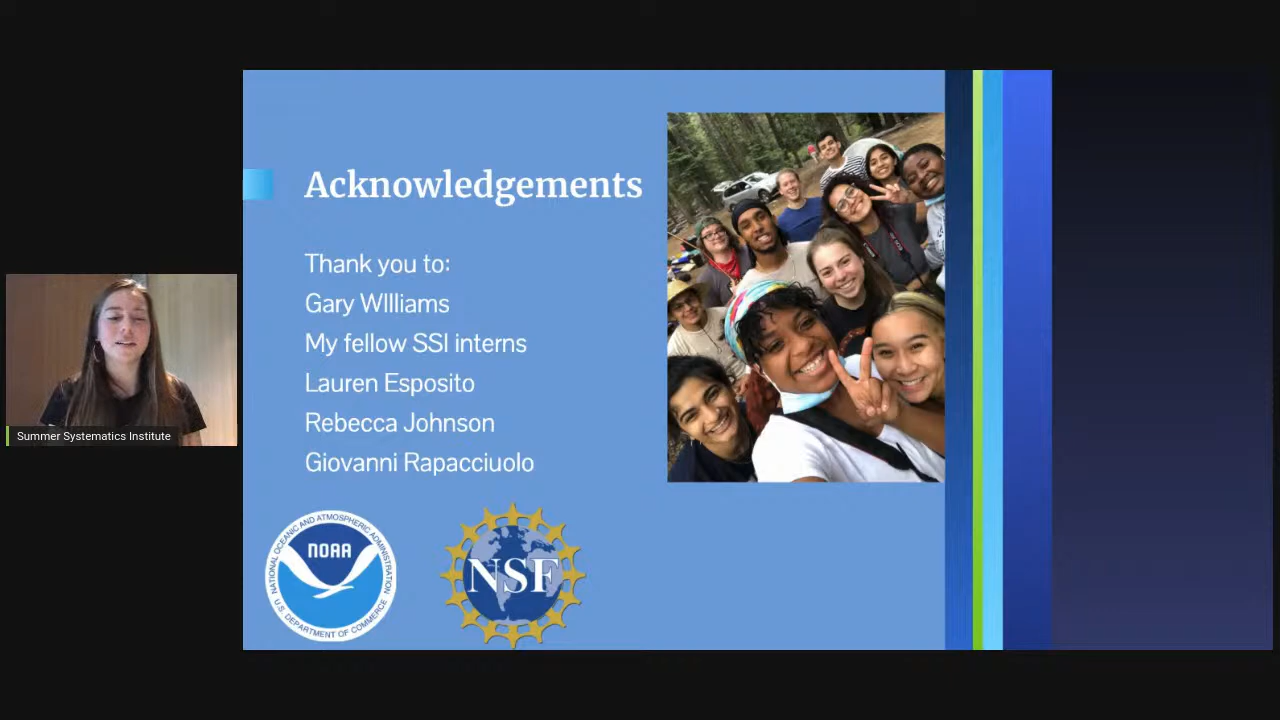 Acknowledgements
Thank you to:
Gary WIlliams
My fellow SSI interns
Lauren Esposito
Rebecca Johnson
Giovanni Rapacciuolo
Summer Systematics Institute
NATIONAL OCEANIC AND ATMOSPHERIC ADMINISTRATION
NOAA
U.S. DEPARTMENT OF COMMERCE
NSF